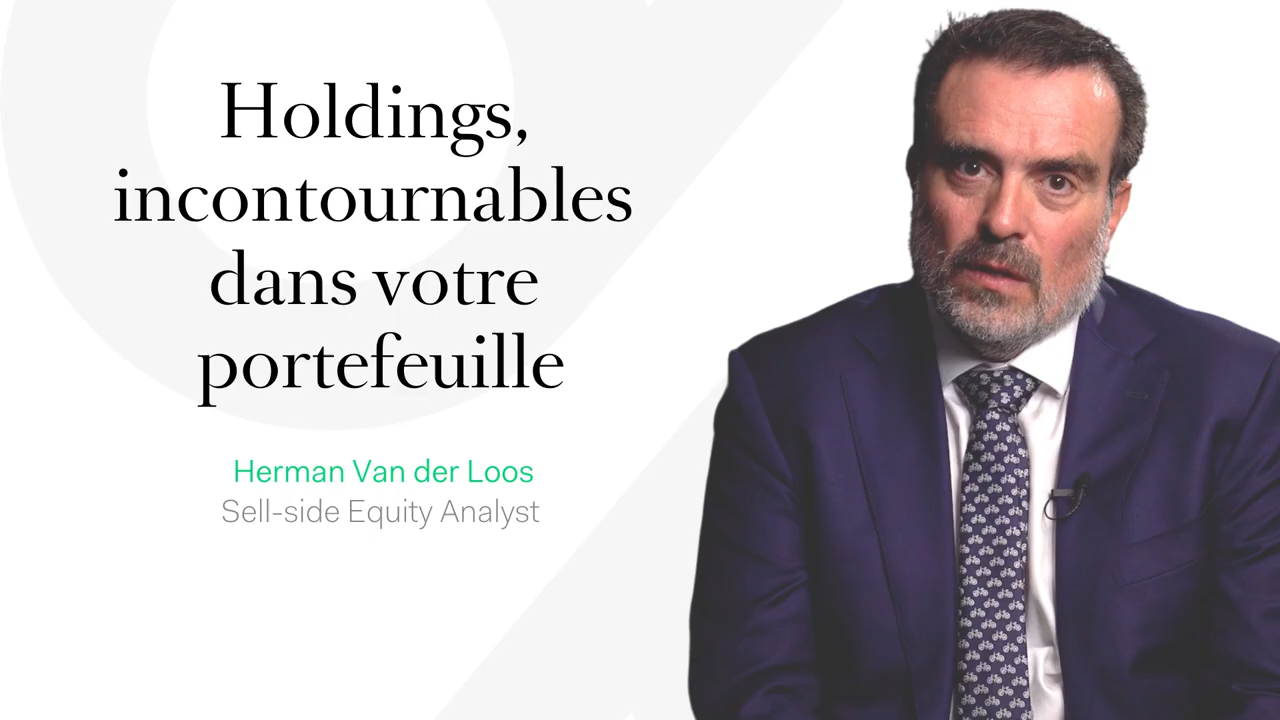 Holdings,
incontournables
dans votre
portefeuille
Herman Van der Loos
Sell-side Equity Analyst